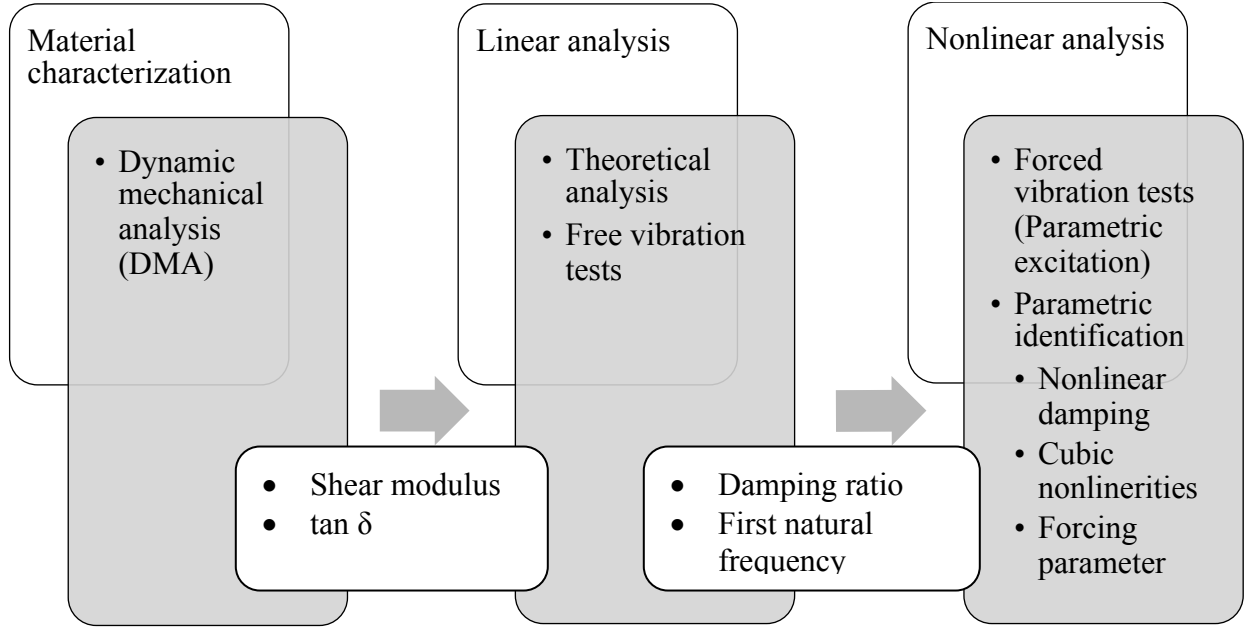 Material
characterization
• Dynamic
mechanical
analysis
(DMA)
• Shear modulus
• tan δ
Linear analysis
• Theoretical
analysis
• Free vibration
tests
• Damping ratio
• First natural
frequency
Nonlinear analysis
• Forced
vibration tests
(Parametric
excitation)
• Parametric
identification
• Nonlinear
damping
• Cubic
nonlinerities
• Forcing
parameter